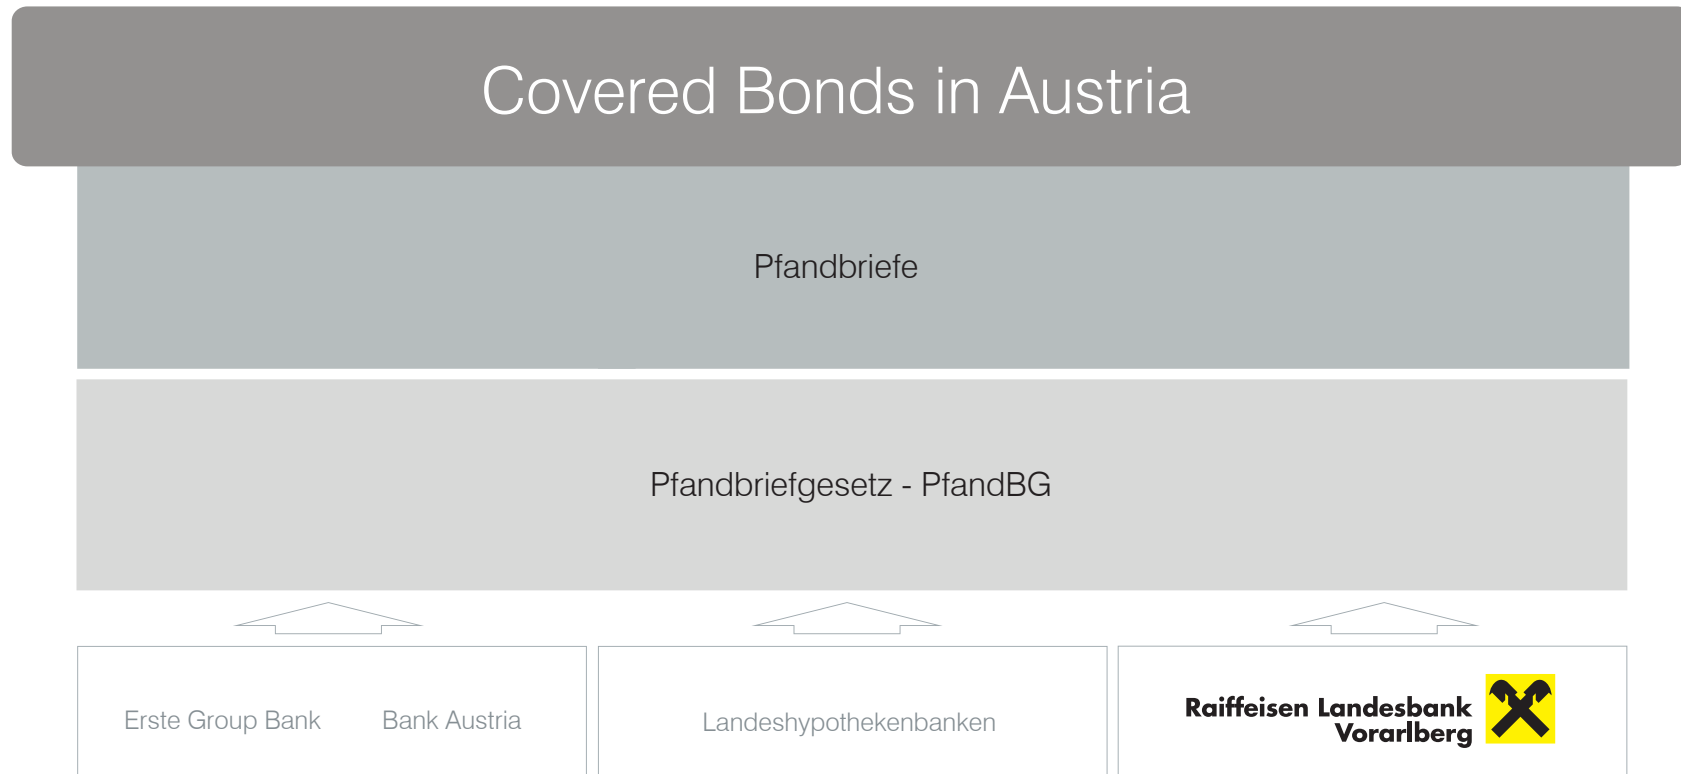 Covered Bonds in Austria
Pfandbriefe
Pfandbriefgesetz - PfandBG
Erste Group Bank
Bank Austria
Landeshypothekenbanken
Raiffeisen Landesbank
Vorarlberg